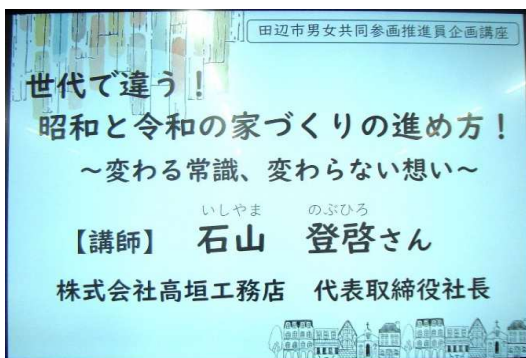 田辺市男女共同参画推進員企画講座
世代で違う！
昭和と令和の家づくりの進め方！
～変わる常識、変わらない想い～
いしやま　のぶひろ
【講師】　石山　登啓さん
株式会社高垣工務店　代表取締役社長